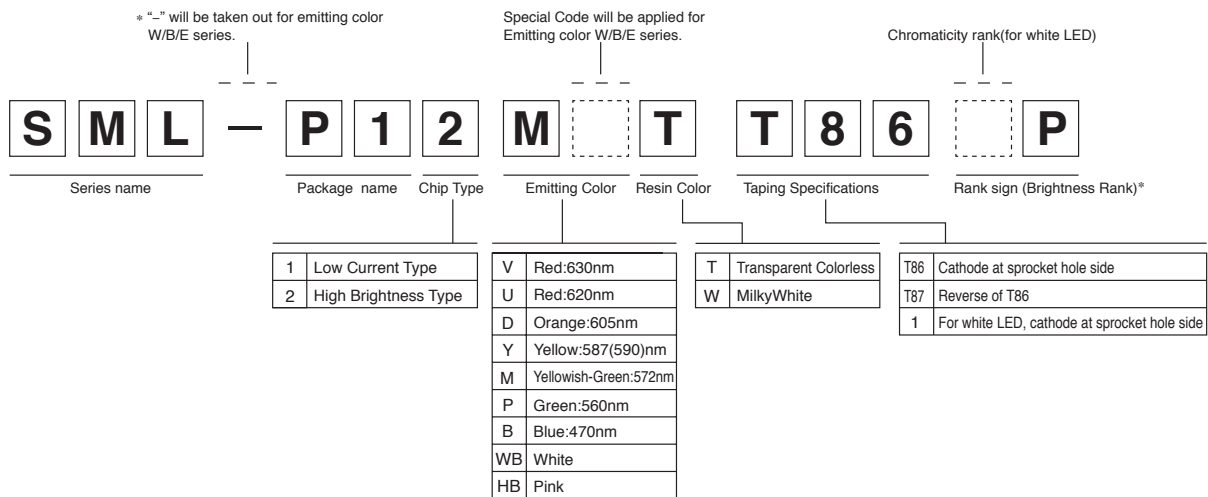 * “–” will be taken out for emitting color
W/B/E series.
Special Code will be applied for
Emitting color W/B/E series.
Chromaticity rank(for white LED)
S M L — P 1 2 M T T 8 6 P
Series name
Package name
Chip Type
Emitting Color
Resin Color
Taping Specifications
Rank sign (Brightness Rank)*
1 Low Current Type
2 High Brightness Type
V Red:630nm
U Red:620nm
D Orange:605nm
Y Yellow:587(590)nm
M Yellowish-Green:572nm
P Green:560nm
B Blue:470nm
WB White
HB Pink
T Transparent Colorless
W MilkyWhite
T86 Cathode at sprocket hole side
T87 Reverse of T86
1 For white LED, cathode at sprocket hole side